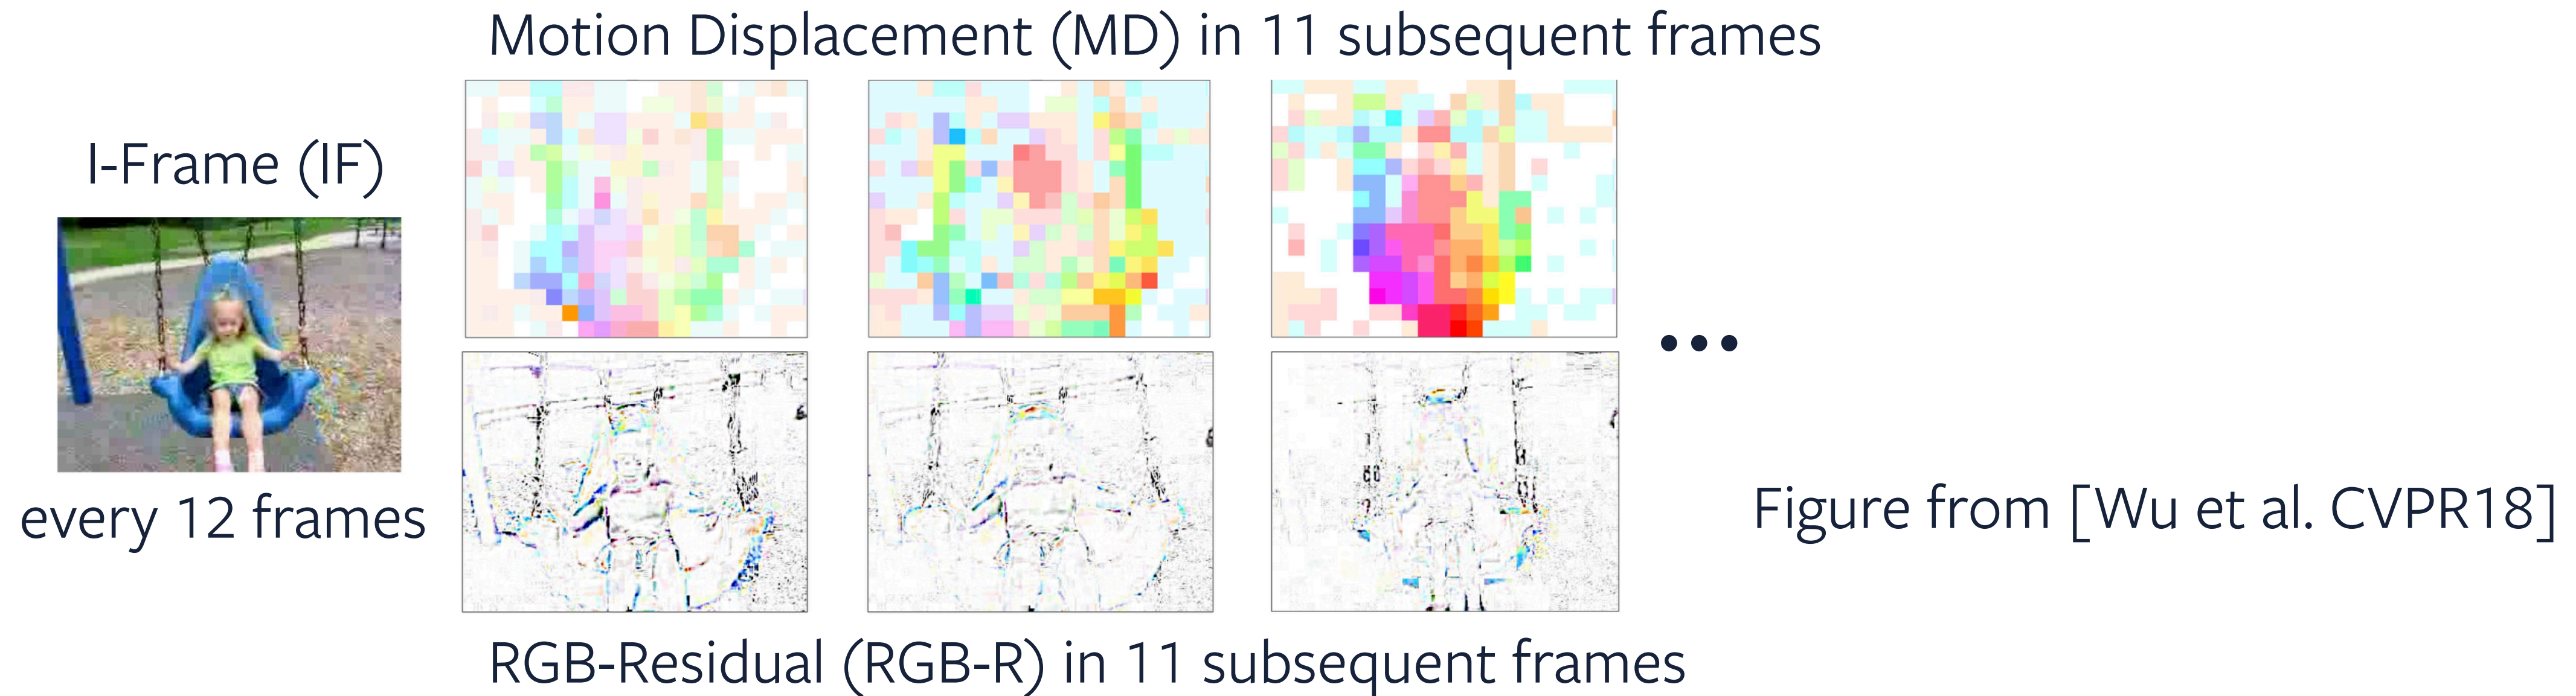 Motion Displacement (MD) in 11 subsequent frames
I-Frame (IF)
every 12 frames
Figure from [Wu et al. CVPR18]
RGB-Residual (RGB-R) in 11 subsequent frames